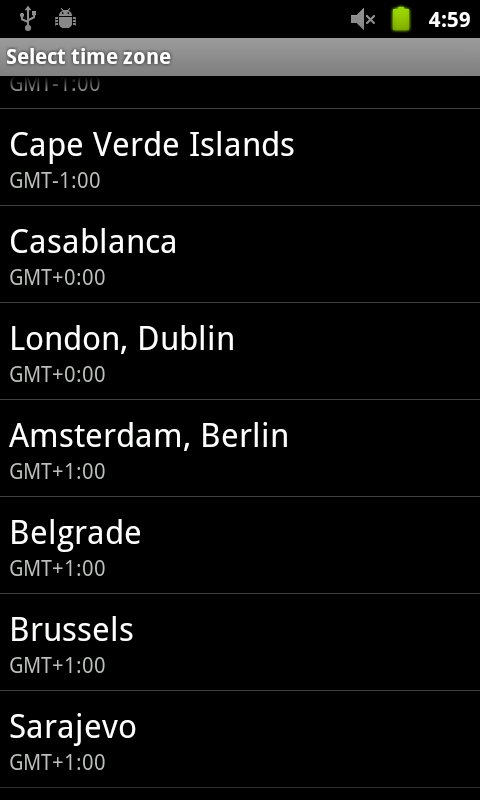 4:59
Select time zone
GMT-1:00
Cape Verde Islands
GMT-1:00
Casablanca
GMT+0:00
London, Dublin
GMT+0:00
Amsterdam, Berlin
GMT+1:00
Belgrade
GMT+1:00
Brussels
GMT+1:00
Sarajevo
GMT+1:00